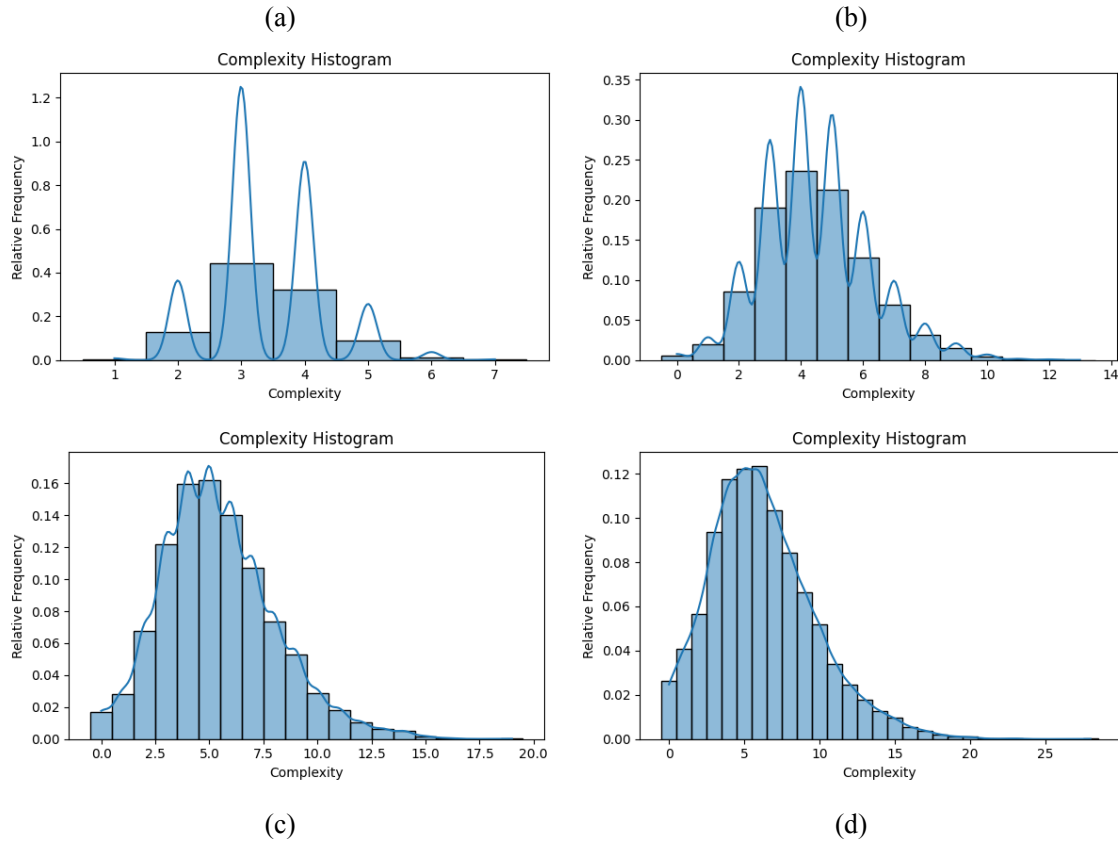 (a)
(b)
Complexity Histogram
Relative Frequency
1.2
1.0
0.8
0.6
0.4
0.2
0.0
1 2 3 4 5 6 7
Complexity
Complexity Histogram
Relative Frequency
0.35
0.30
0.25
0.20
0.15
0.10
0.05
0.00
0 2 4 6 8 10 12 14
Complexity
Complexity Histogram
Relative Frequency
0.16
0.14
0.12
0.10
0.08
0.06
0.04
0.02
0.00
0.0 2.5 5.0 7.5 10.0 12.5 15.0 17.5 20.0
Complexity
Complexity Histogram
Relative Frequency
0.12
0.10
0.08
0.06
0.04
0.02
0.00
0 5 10 15 20 25
Complexity
(c)
(d)